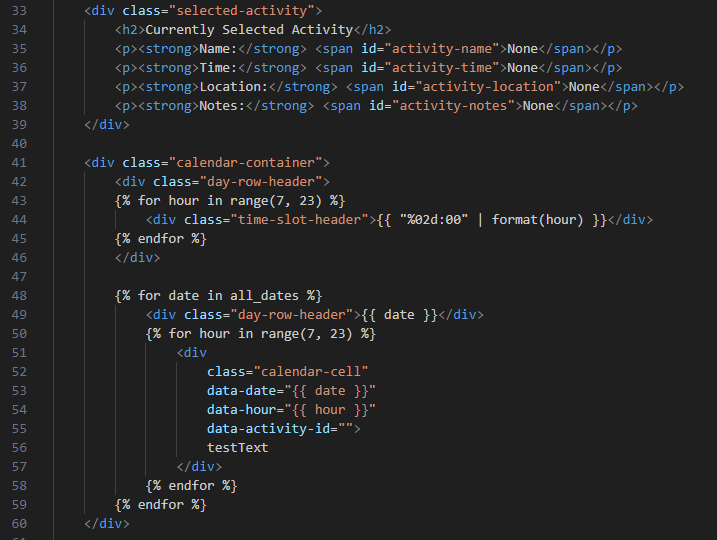 33 <div class="selected-activity">
34 <h2>Currently Selected Activity</h2>
35 <p><strong>Name:</strong> <span id="activity-name">None</span></p>
36 <p><strong>Time:</strong> <span id="activity-time">None</span></p>
37 <p><strong>Location:</strong> <span id="activity-location">None</span></p>
38 <p><strong>Notes:</strong> <span id="activity-notes">None</span></p>
39 </div>
40
41 <div class="calendar-container">
42 <div class="day-row-header">
43 {% for hour in range(7, 23) %}
44 <div class="time-slot-header">{{ "%02d:00" | format(hour) }}</div>
45 {% endfor %}
46 </div>
47
48 {% for date in all_dates %}
49 <div class="day-row-header">{{ date }}</div>
50 {% for hour in range(7, 23) %}
51 <div
52 class="calendar-cell"
53 data-date="{{ date }}"
54 data-hour="{{ hour }}"
55 data-activity-id="">
56 testText
57 </div>
58 {% endfor %}
59 {% endfor %}
60 </div>